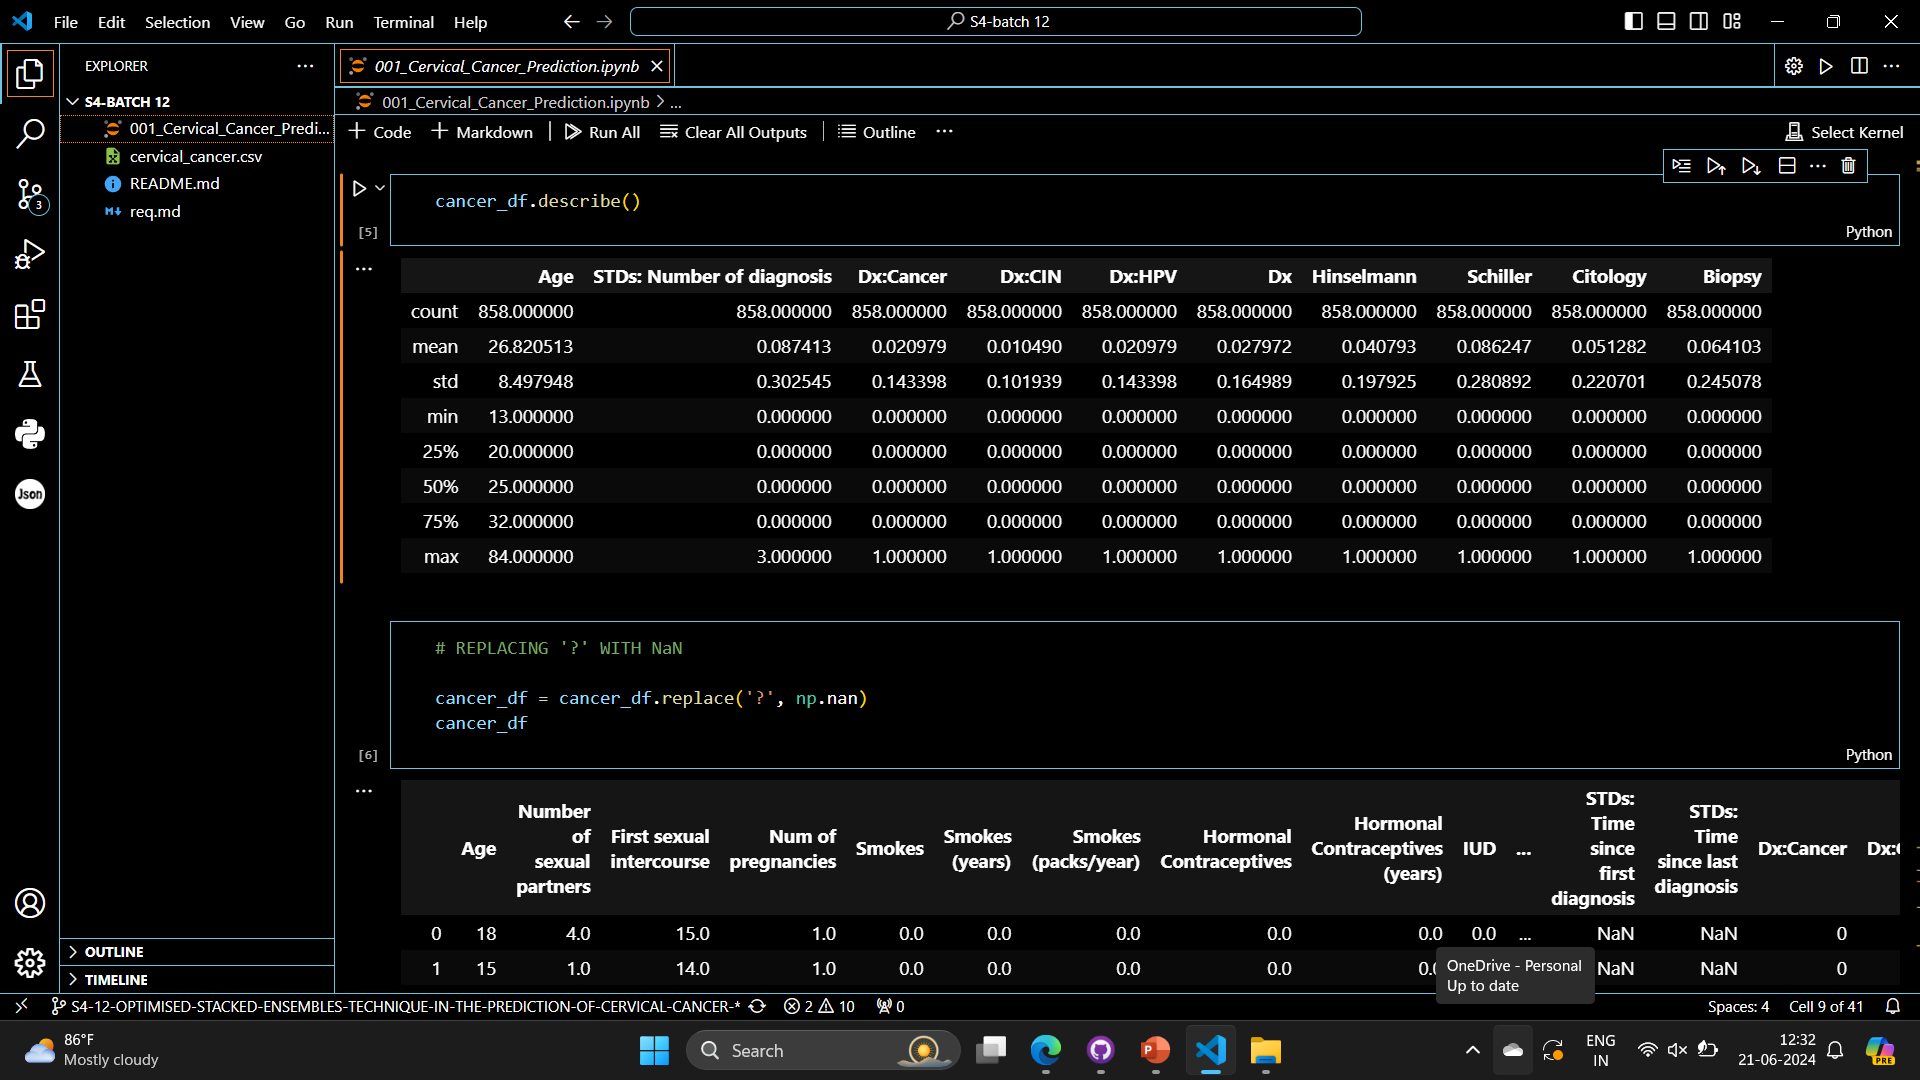 File Edit Selection View Go Run Terminal Help
S4-batch 12
EXPLORER
S4-BATCH 12
001_Cervical_Cancer_Predi...
cervical_cancer.csv
README.md
req.md
OUTLINE
TIMELINE
3
Json
001_Cervical_Cancer_Prediction.ipynb
001_Cervical_Cancer_Prediction.ipynb > ...
+ Code + Markdown | Run All Clear All Outputs | Outline ...
Select Kernel
cancer_df.describe()
[5]
Python
Age STDs: Number of diagnosis Dx:Cancer Dx:CIN Dx:HPV Dx Hinselmann Schiller Citology Biopsy
count 858.000000 858.000000 858.000000 858.000000 858.000000 858.000000 858.000000 858.000000 858.000000 858.000000
mean 26.820513 0.087413 0.020979 0.010490 0.020979 0.027972 0.040793 0.086247 0.051282 0.064103
std 8.497948 0.302545 0.143398 0.101939 0.143398 0.164989 0.197925 0.280892 0.220701 0.245078
min 13.000000 0.000000 0.000000 0.000000 0.000000 0.000000 0.000000 0.000000 0.000000 0.000000
25% 20.000000 0.000000 0.000000 0.000000 0.000000 0.000000 0.000000 0.000000 0.000000 0.000000
50% 25.000000 0.000000 0.000000 0.000000 0.000000 0.000000 0.000000 0.000000 0.000000 0.000000
75% 32.000000 0.000000 0.000000 0.000000 0.000000 0.000000 0.000000 0.000000 0.000000 0.000000
max 84.000000 3.000000 1.000000 1.000000 1.000000 1.000000 1.000000 1.000000 1.000000 1.000000
# REPLACING '?' WITH NaN
cancer_df = cancer_df.replace('?', np.nan)
cancer_df
[6]
Python
Age Number of sexual partners First sexual intercourse Num of pregnancies Smokes Smokes (years) Smokes (packs/year) Hormonal Contraceptives Hormonal Contraceptives (years) IUD ... STDs: Time since first diagnosis STDs: Time since last diagnosis Dx:Cancer
0 18 4.0 15.0 1.0 0.0 0.0 0.0 0.0 0.0 0.0 ... NaN NaN 0
1 15 1.0 14.0 1.0 0.0 0.0 0.0 0.0 NaN NaN 0
OneDrive - Personal
Up to date
S4-12-OPTIMISED-STACKED-ENSEMBLES-TECHNIQUE-IN-THE-PREDICTION-OF-CERVICAL-CANCER-* 2 10 0
Spaces: 4 Cell 9 of 41
86°F
Mostly cloudy
Search
ENG
IN
12:32
21-06-2024
PRE